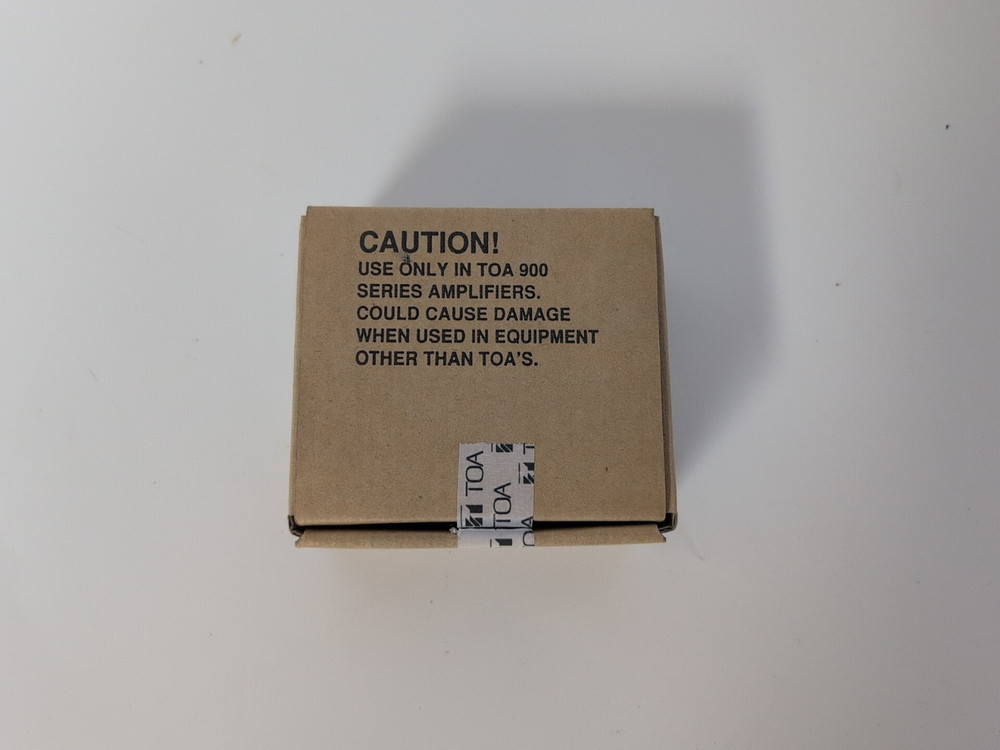 CAUTION!
USE ONLY IN TOA 900
SERIES AMPLIFIERS.
COULD CAUSE DAMAGE
WHEN USED IN EQUIPMENT
OTHER THAN TOA'S.
TOA
TOA
OA